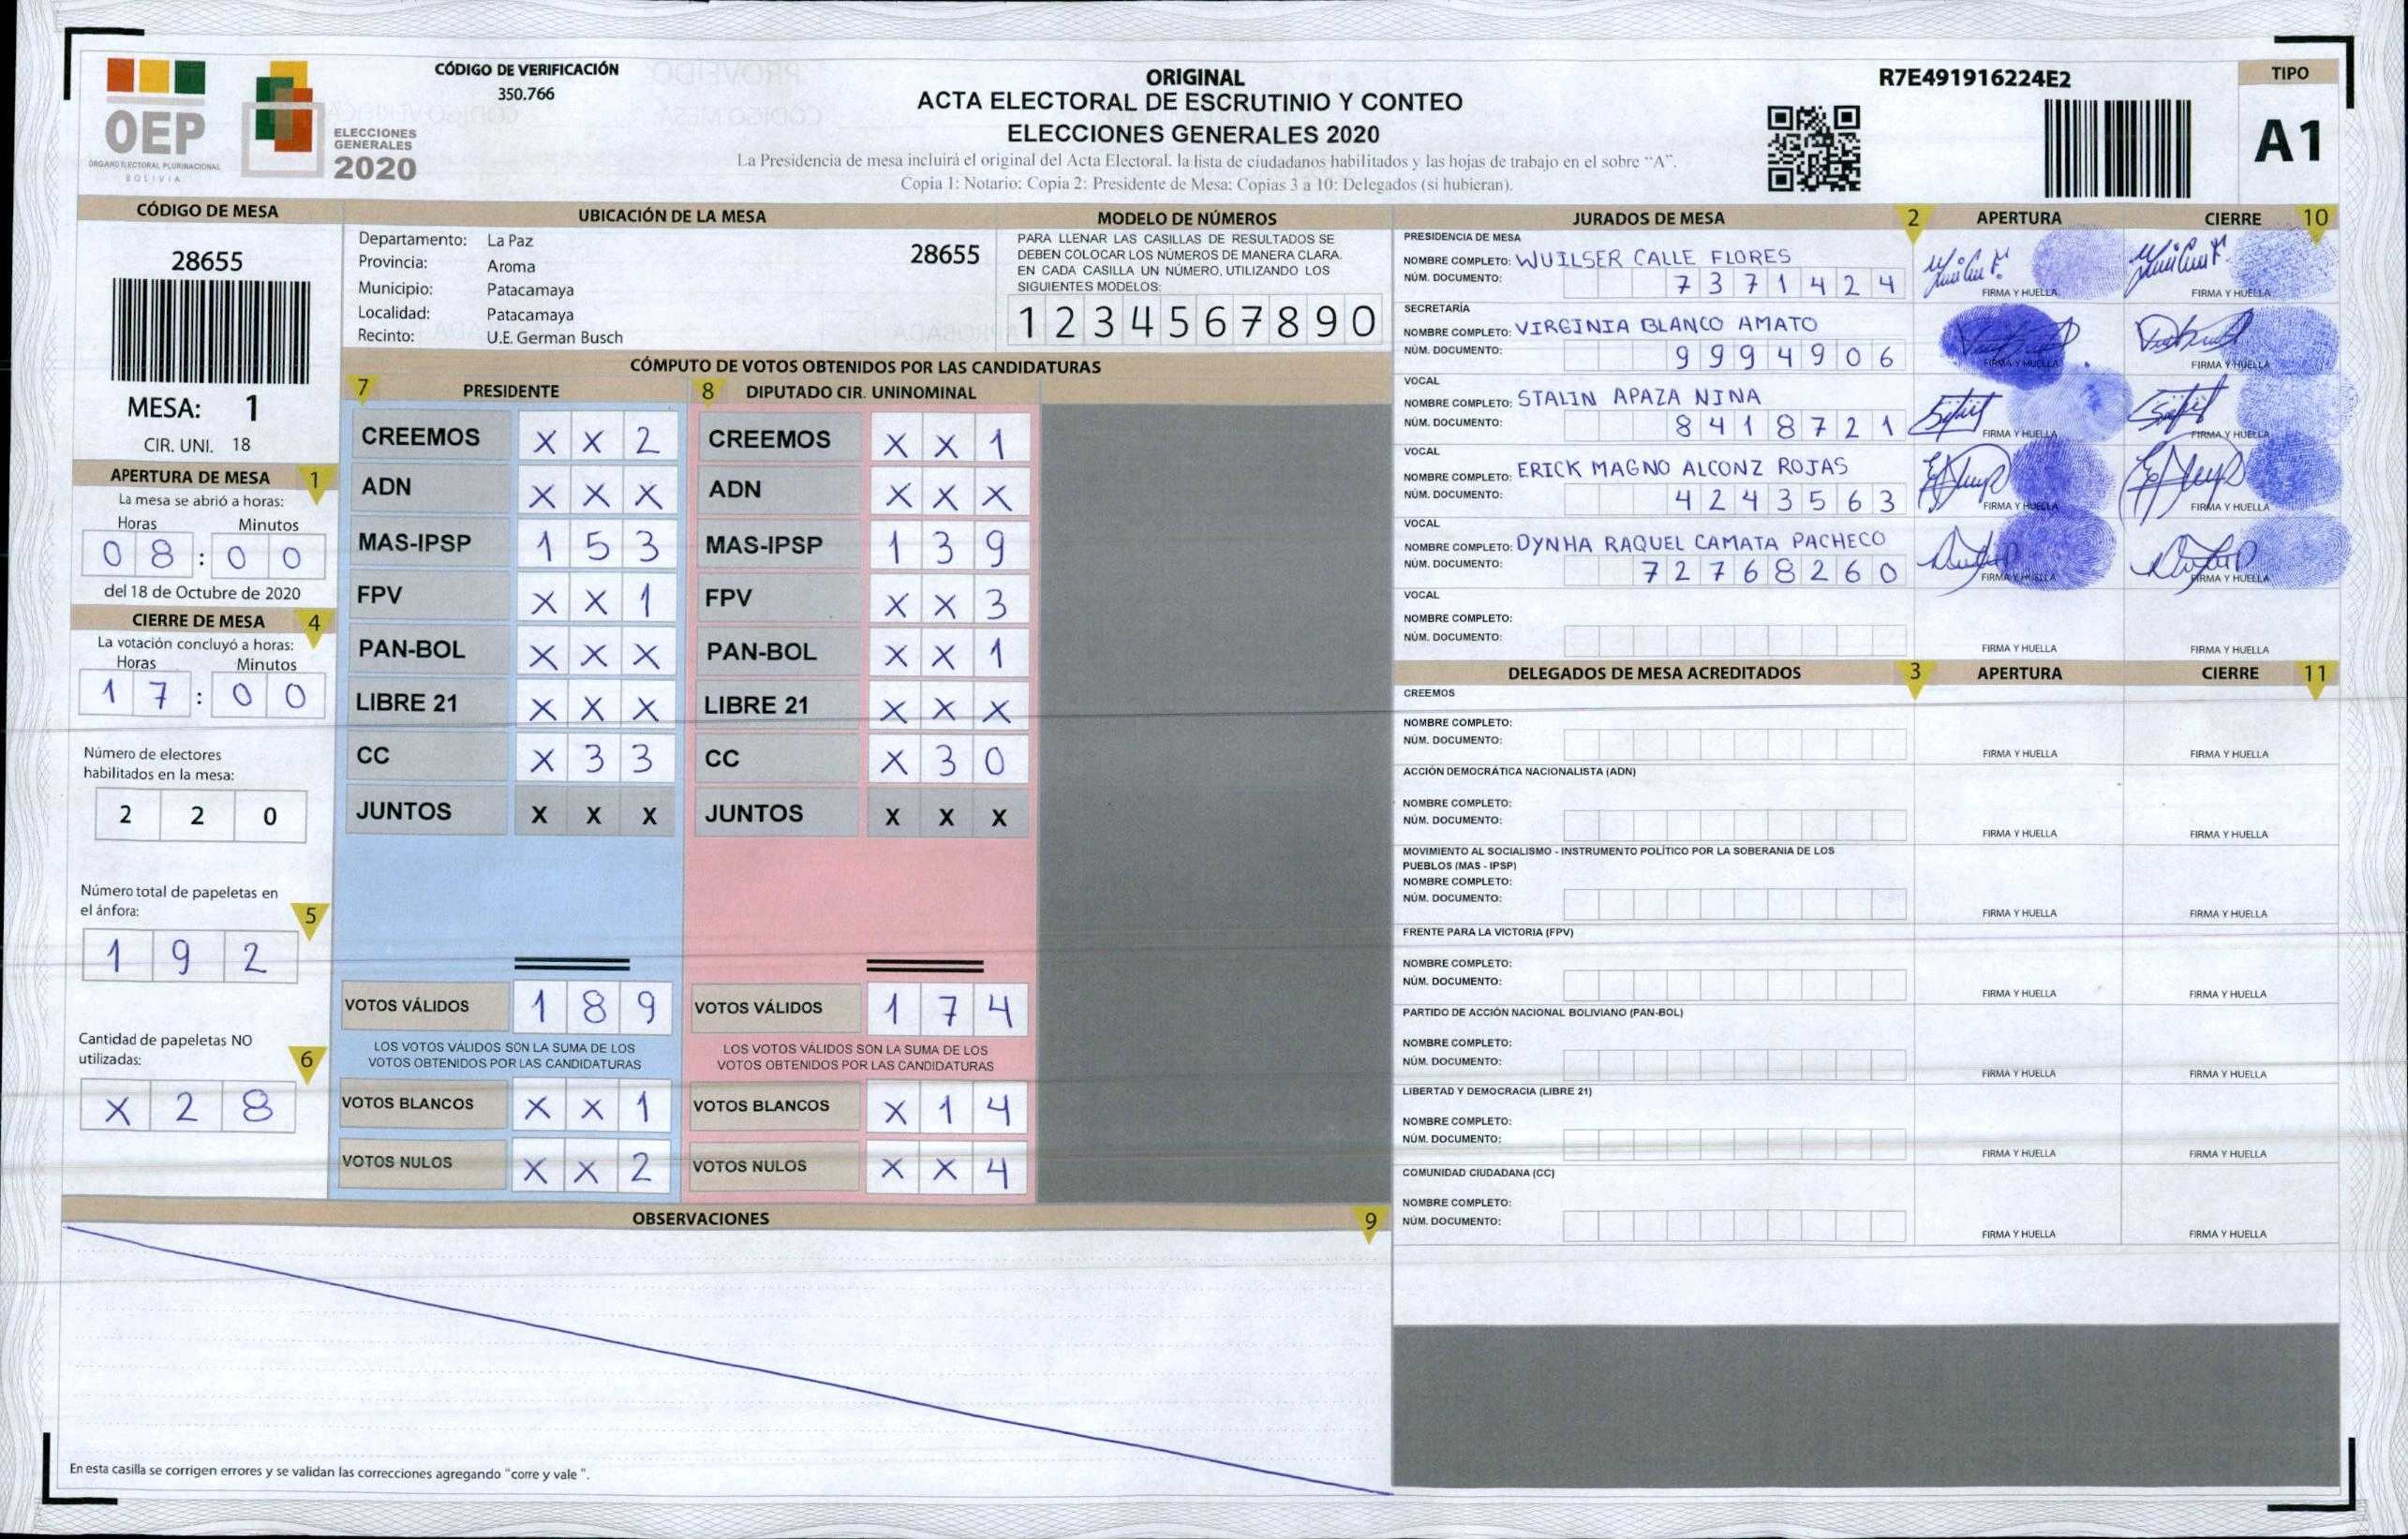 OEP
ÓRGANO ELECTORAL PLURINACIONAL
BOLIVIA
ELECCIONES
GENERALES
2020
CÓDIGO DE VERIFICACIÓN
350.766
ORIGINAL
ACTA ELECTORAL DE ESCRUTINIO Y CONTEO
ELECCIONES GENERALES 2020
La Presidencia de mesa incluirá el original del Acta Electoral. la lista de ciudadanos habilitados y las hojas de trabajo en el sobre “A”.
Copia 1: Notario: Copia 2: Presidente de Mesa: Copias 3 a 10: Delegados (si hubieran).
R7E491916224E2
TIPO
A1
CÓDIGO DE MESA
28655
MESA: 1
CIR. UNI. 18
APERTURA DE MESA 1
La mesa se abrió a horas:
Horas Minutos
0 8 : 0 0
del 18 de Octubre de 2020
CIERRE DE MESA 4
La votación concluyó a horas:
Horas Minutos
1 7 : 0 0
Número de electores
habilitados en la mesa:
2 2 0
Número total de papeletas en
el ánfora:
5
1 9 2
Cantidad de papeletas NO
utilizadas:
6
X 2 8
UBICACIÓN DE LA MESA
Departamento: La Paz
28655
Provincia: Aroma
Municipio: Patacamaya
Localidad: Patacamaya
Recinto: U.E. German Busch
MODELO DE NÚMEROS
PARA LLENAR LAS CASILLAS DE RESULTADOS SE
DEBEN COLOCAR LOS NÚMEROS DE MANERA CLARA.
EN CADA CASILLA UN NÚMERO, UTILIZANDO LOS
SIGUIENTES MODELOS:
1 2 3 4 5 6 7 8 9 0
CÓMPUTO DE VOTOS OBTENIDOS POR LAS CANDIDATURAS
7 PRESIDENTE
CREEMOS X X 2
ADN X X X
MAS-IPSP 1 5 3
FPV X X 1
PAN-BOL X X X
LIBRE 21 X X X
CC X 3 3
JUNTOS X X X
VOTOS VÁLIDOS 1 8 9
LOS VOTOS VÁLIDOS SON LA SUMA DE LOS
VOTOS OBTENIDOS POR LAS CANDIDATURAS
VOTOS BLANCOS X X 1
VOTOS NULOS X X 2
8 DIPUTADO CIR. UNINOMINAL
CREEMOS X X 1
ADN X X X
MAS-IPSP 1 3 9
FPV X X 3
PAN-BOL X X 1
LIBRE 21 X X X
CC X 3 0
JUNTOS X X X
VOTOS VÁLIDOS 1 7 4
LOS VOTOS VÁLIDOS SON LA SUMA DE LOS
VOTOS OBTENIDOS POR LAS CANDIDATURAS
VOTOS BLANCOS X 1 4
VOTOS NULOS X X 4
OBSERVACIONES 9
En esta casilla se corrigen errores y se validan las correcciones agregando “corre y vale ”.
JURADOS DE MESA 2 APERTURA CIERRE 10
PRESIDENCIA DE MESA
NOMBRE COMPLETO: WUILSER CALLE FLORES
NÚM. DOCUMENTO: 7 3 7 1 4 2 4
FIRMA Y HUELLA FIRMA Y HUELLA
SECRETARÍA
NOMBRE COMPLETO: VIRGINIA BLANCO AMATO
NÚM. DOCUMENTO: 9 9 9 4 9 0 6
FIRMA Y HUELLA FIRMA Y HUELLA
VOCAL
NOMBRE COMPLETO: STALIN APAZA NINA
NÚM. DOCUMENTO: 8 4 1 8 7 2 1
FIRMA Y HUELLA FIRMA Y HUELLA
VOCAL
NOMBRE COMPLETO: ERICK MAGNO ALCONZ ROJAS
NÚM. DOCUMENTO: 4 2 4 3 5 6 3
FIRMA Y HUELLA FIRMA Y HUELLA
VOCAL
NOMBRE COMPLETO: DYNHA RAQUEL CAMATA PACHECO
NÚM. DOCUMENTO: 7 2 7 6 8 2 6 0
FIRMA Y HUELLA FIRMA Y HUELLA
VOCAL
NOMBRE COMPLETO:
NÚM. DOCUMENTO:
FIRMA Y HUELLA FIRMA Y HUELLA
DELEGADOS DE MESA ACREDITADOS 3 APERTURA CIERRE 11
CREEMOS
NOMBRE COMPLETO:
NÚM. DOCUMENTO:
FIRMA Y HUELLA FIRMA Y HUELLA
ACCIÓN DEMOCRÁTICA NACIONALISTA (ADN)
NOMBRE COMPLETO:
NÚM. DOCUMENTO:
FIRMA Y HUELLA FIRMA Y HUELLA
MOVIMIENTO AL SOCIALISMO - INSTRUMENTO POLÍTICO POR LA SOBERANIA DE LOS
PUEBLOS (MAS - IPSP)
NOMBRE COMPLETO:
NÚM. DOCUMENTO:
FIRMA Y HUELLA FIRMA Y HUELLA
FRENTE PARA LA VICTORIA (FPV)
NOMBRE COMPLETO:
NÚM. DOCUMENTO:
FIRMA Y HUELLA FIRMA Y HUELLA
PARTIDO DE ACCIÓN NACIONAL BOLIVIANO (PAN-BOL)
NOMBRE COMPLETO:
NÚM. DOCUMENTO:
FIRMA Y HUELLA FIRMA Y HUELLA
LIBERTAD Y DEMOCRACIA (LIBRE 21)
NOMBRE COMPLETO:
NÚM. DOCUMENTO:
FIRMA Y HUELLA FIRMA Y HUELLA
COMUNIDAD CIUDADANA (CC)
NOMBRE COMPLETO:
NÚM. DOCUMENTO:
FIRMA Y HUELLA FIRMA Y HUELLA